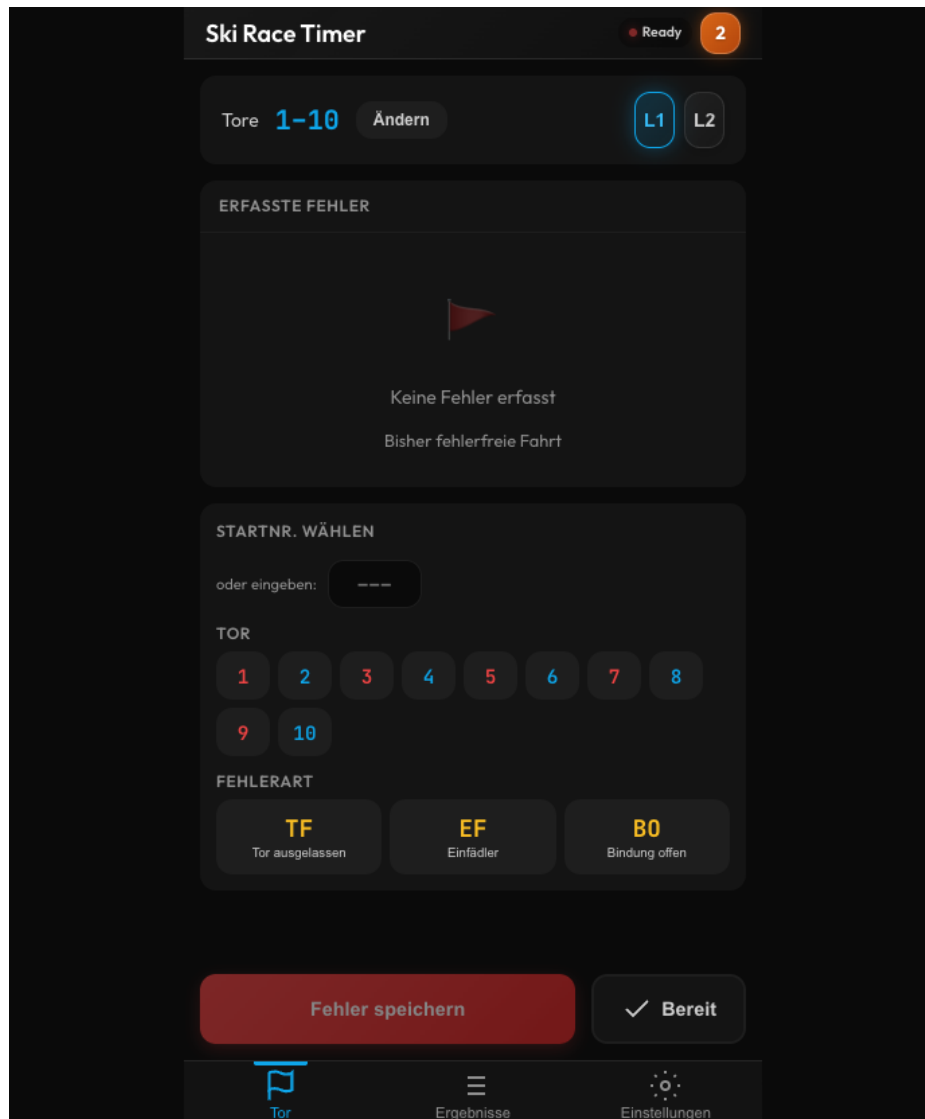 Ski Race Timer
Ready
2
Tore 1–10 Ändern
L1 L2
ERFASSTE FEHLER
Keine Fehler erfasst
Bisher fehlerfreie Fahrt
STARTNR. WÄHLEN
oder eingeben: ---
TOR
1 2 3 4 5 6 7 8
9 10
FEHLERART
TF EF BO
Tor ausgelassen Einfädler Bindung offen
Fehler speichern Bereit
Tor Ergebnisse Einstellungen